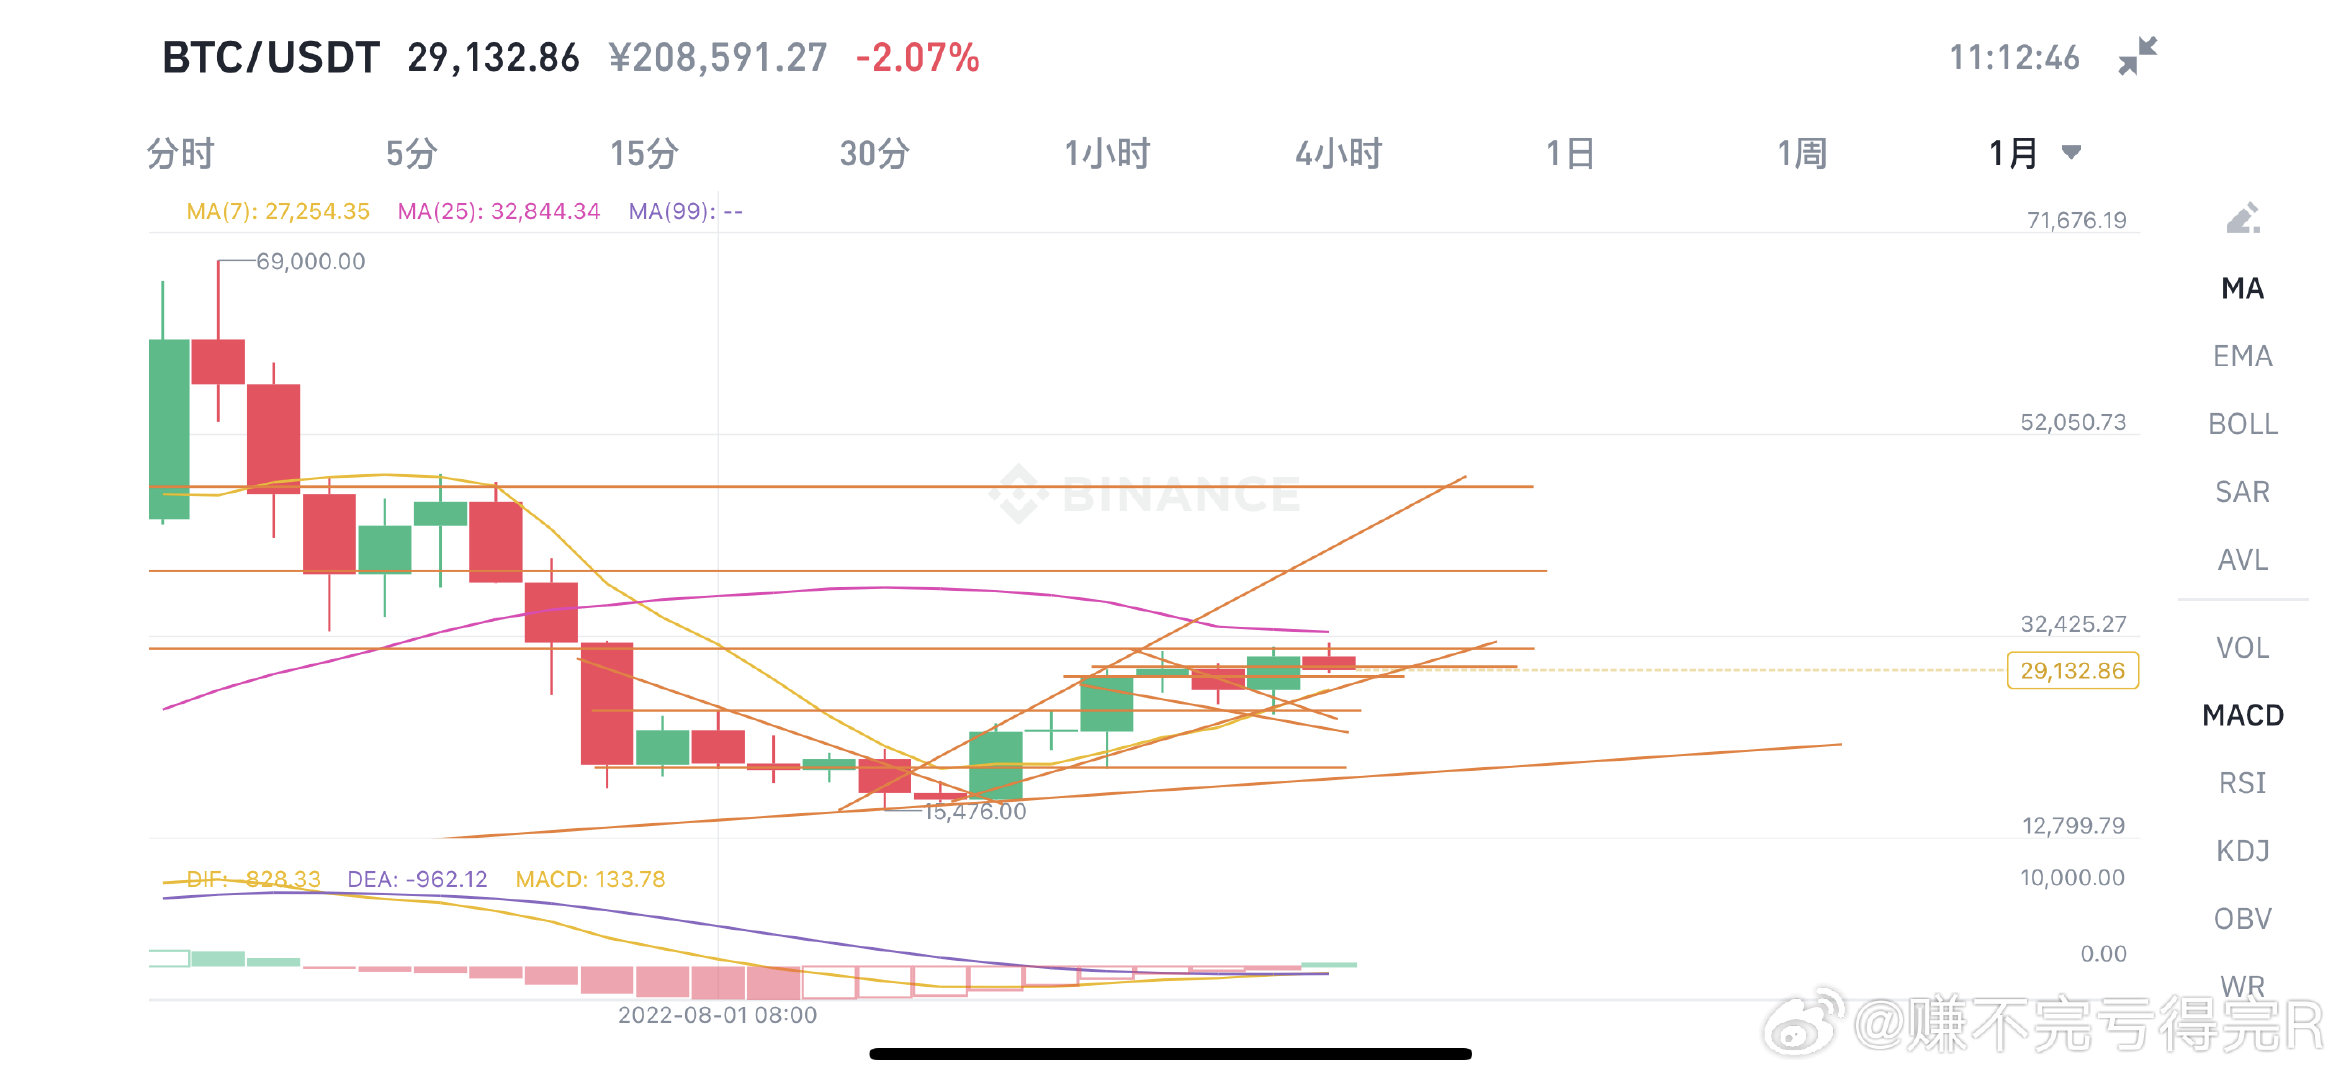 BTC/USDT 29,132.86 ¥208,591.27 -2.07% 11:12:46
分时 5分 15分 30分 1小时 4小时 1日 1周 1月
MA(7): 27,254.35 MA(25): 32,844.34 MA(99): --
71,676.19
69,000.00
MA
EMA
52,050.73
BOLL
BINANCE
SAR
AVL
32,425.27
VOL
29,132.86
MACD
RSI
15,476.00
12,799.79
KDJ
DIF: -828.33 DEA: -962.12 MACD: 133.78
10,000.00
OBV
0.00
WR
2022-08-01 08:00
@赚不完亏得完R